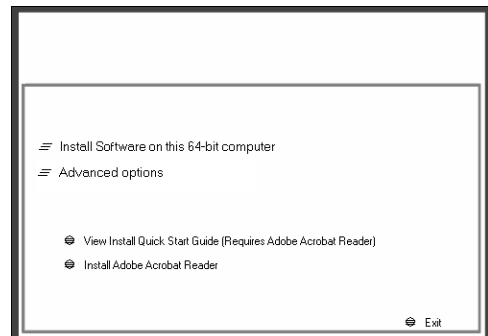 Install Software on this 64-bit computer
Advanced options
View Install Quick Start Guide (Requires Adobe Acrobat Reader)
Install Adobe Acrobat Reader
Exit